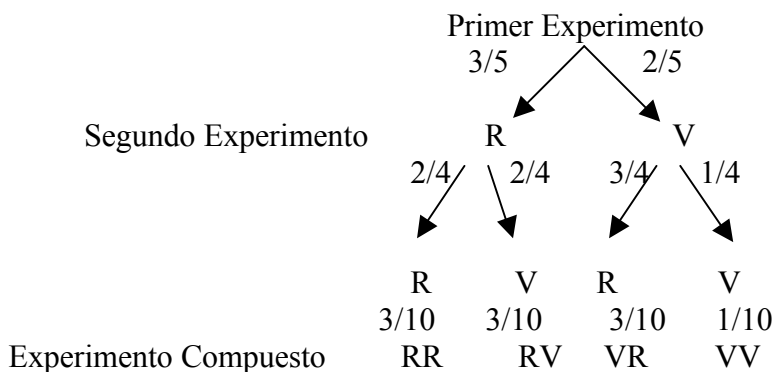 Primer Experimento
3/5 2/5
Segundo Experimento R V
2/4 2/4 3/4 1/4
R V R V
3/10 3/10 3/10 1/10
Experimento Compuesto RR RV VR VV